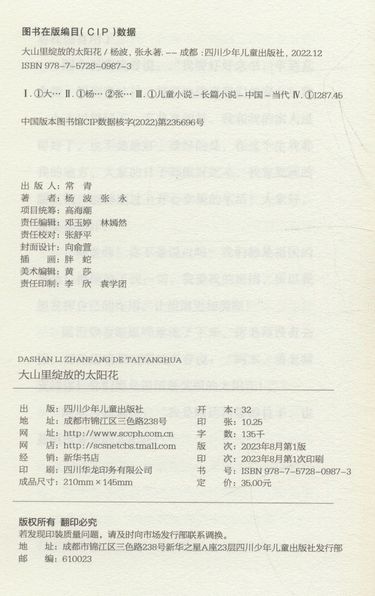 图书在版编目(CIP)数据
大山里绽放的太阳花 / 杨波, 张永著. -- 成都 : 四川少年儿童出版社, 2022.12
ISBN 978-7-5728-0987-3
Ⅰ. ①大… Ⅱ. ①杨… ②张… Ⅲ. ①儿童小说－长篇小说－中国－当代 Ⅳ. ①I287.45
中国版本图书馆CIP数据核字(2022)第235696号
出 版 人：常 青
著 者：杨 波 张 永
项目统筹：高海潮
责任编辑：邓玉婷 林嫣然
责任校对：张舒平
封面设计：向俞萱
插 画：胖 蛇
美术编辑：黄 莎
责任印制：李 欣 袁学团
DASHAN LI ZHANFANG DE TAIYANGHUA
大山里绽放的太阳花
出 版：四川少年儿童出版社 开 本：32
地 址：成都市锦江区三色路238号 印 张：10.25
网 址：http://www.sccph.com.cn 字 数：135千
网 店：http://scsnetcbs.tmall.com 版 次：2023年8月第1版
经 销：新华书店 印 次：2023年8月第1次印刷
印 刷：四川华龙印务有限公司 书 号：ISBN 978-7-5728-0987-3
成品尺寸：210mm×145mm 定 价：35.00元
版权所有 翻印必究
若发现印装质量问题，请及时向市场发行部联系调换。
地 址：成都市锦江区三色路238号新华之星A座23层四川少年儿童出版社发行部
邮 编：610023